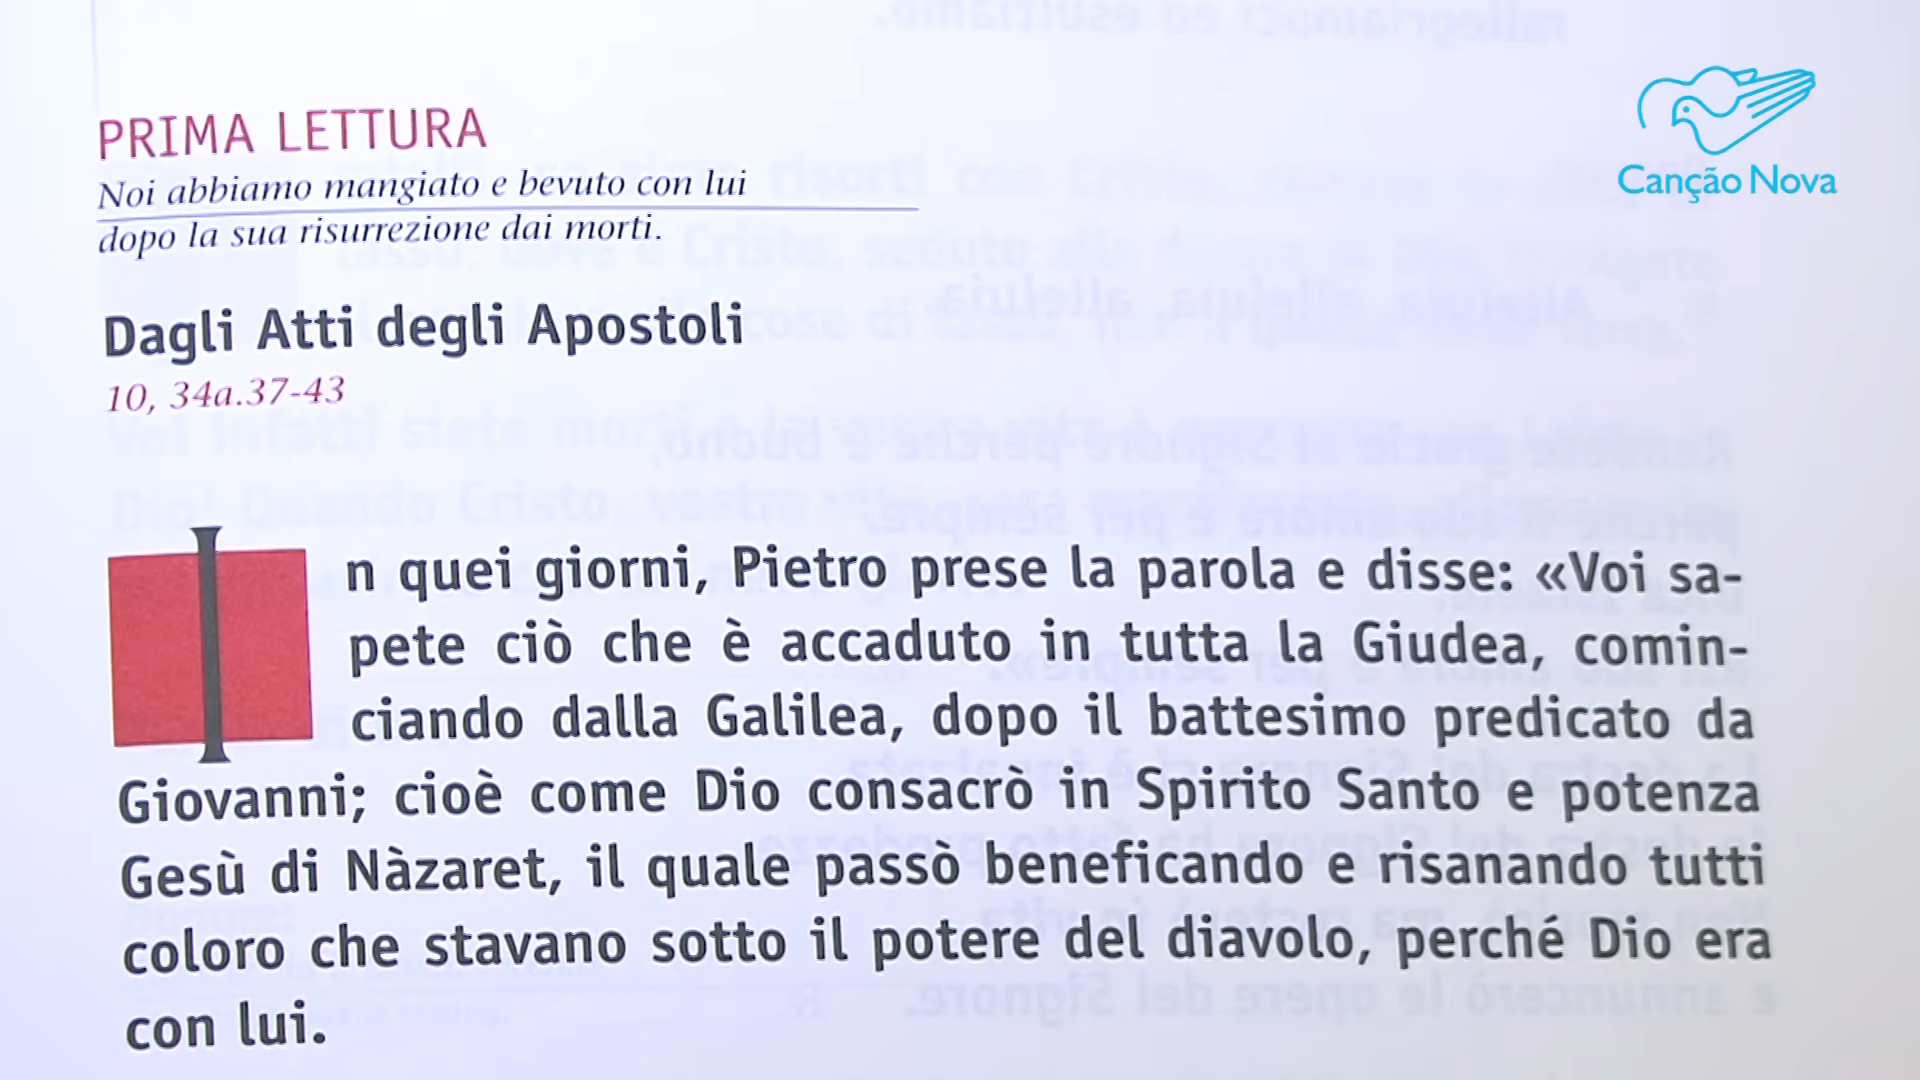 PRIMA LETTURA
Noi abbiamo mangiato e bevuto con lui
dopo la sua risurrezione dai morti.
Dagli Atti degli Apostoli
10, 34a.37-43
In quei giorni, Pietro prese la parola e disse: «Voi sa-
pete ciò che è accaduto in tutta la Giudea, comin-
ciando dalla Galilea, dopo il battesimo predicato da
Giovanni; cioè come Dio consacrò in Spirito Santo e potenza
Gesù di Nàzaret, il quale passò beneficando e risanando tutti
coloro che stavano sotto il potere del diavolo, perché Dio era
con lui.
Canção Nova